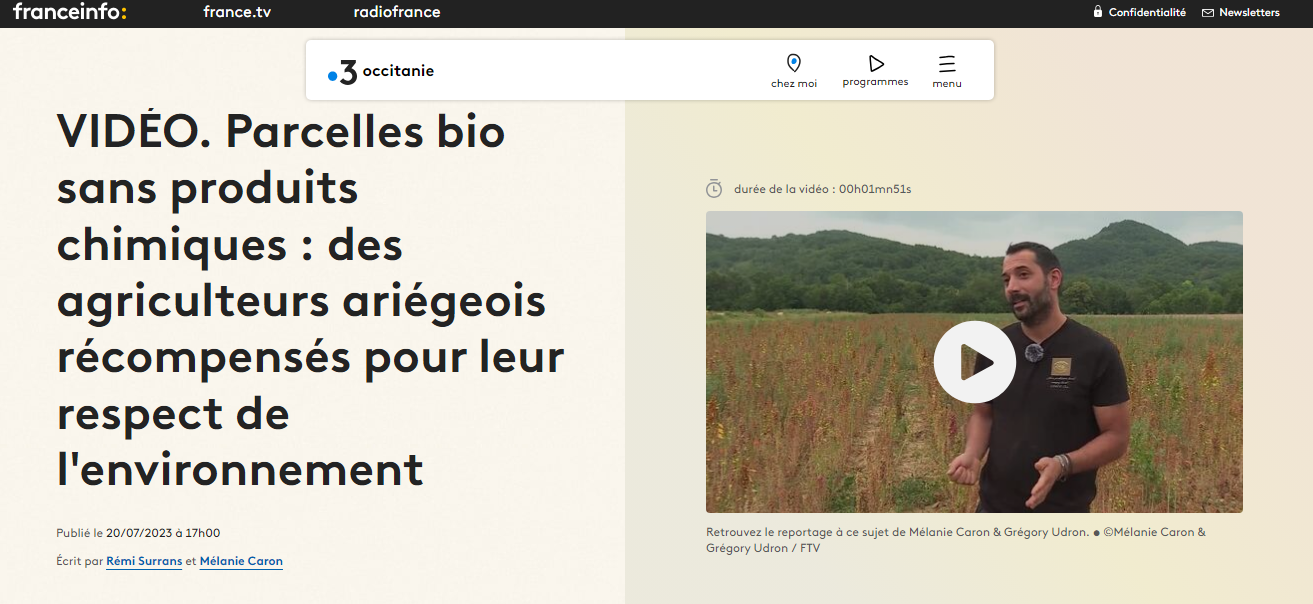 franceinfo:
france.tv
radiofrance
Confidentialité
Newsletters
3 occitanie
chez moi
programmes
menu
VIDÉO. Parcelles bio
sans produits
chimiques : des
agriculteurs ariégeois
récompensés pour leur
respect de
l'environnement
Publié le 20/07/2023 à 17h00
Écrit par Rémi Surrans et Mélanie Caron
durée de la vidéo : 00h01mn51s
Retrouvez le reportage à ce sujet de Mélanie Caron & Grégory Udron. • ©Mélanie Caron &
Grégory Udron / FTV